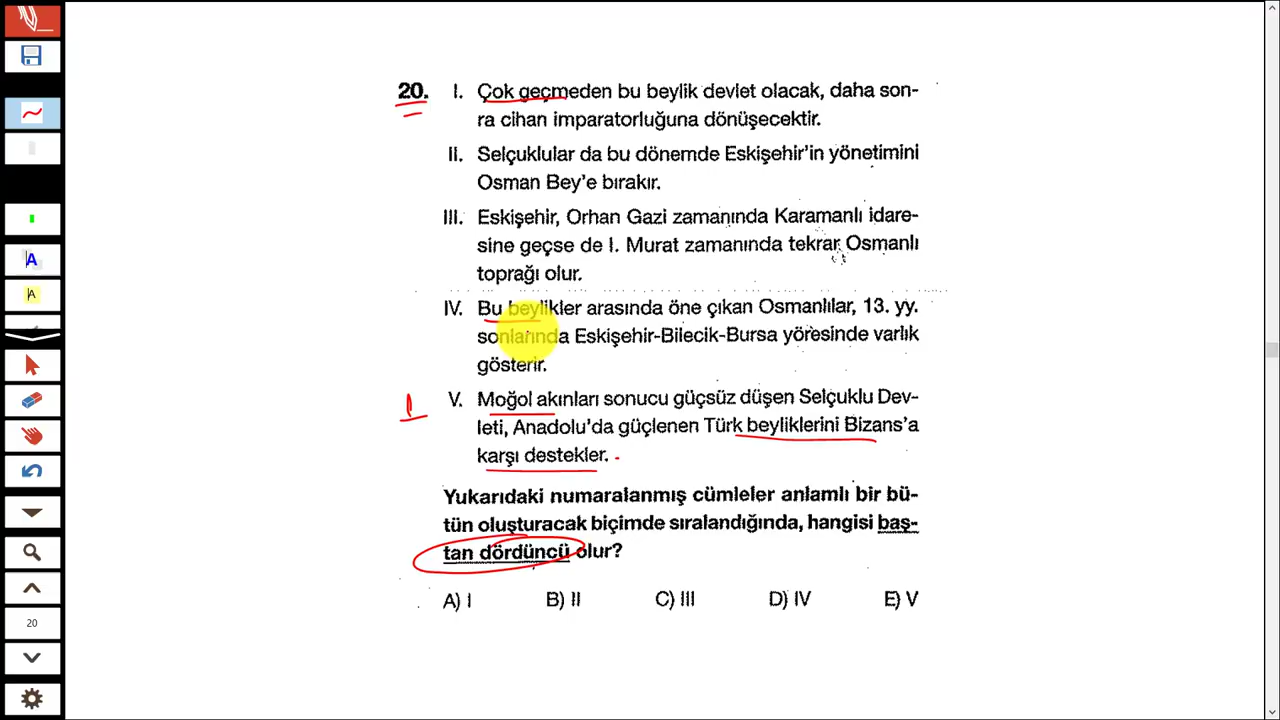 20. I. Çok geçmeden bu beylik devlet olacak, daha son-
ra cihan imparatorluğuna dönüşecektir.
II. Selçuklular da bu dönemde Eskişehir'in yönetimini
Osman Bey'e bırakır.
III. Eskişehir, Orhan Gazi zamanında Karamanlı idare-
sine geçse de I. Murat zamanında tekrar Osmanlı
toprağı olur.
IV. Bu beylikler arasında öne çıkan Osmanlılar, 13. yy.
sonlarında Eskişehir-Bilecik-Bursa yöresinde varlık
gösterir.
1 V. Moğol akınları sonucu güçsüz düşen Selçuklu Dev-
leti, Anadolu'da güçlenen Türk beyliklerini Bizans'a
karşı destekler.
Yukarıdaki numaralanmış cümleler anlamlı bir bü-
tün oluşturacak biçimde sıralandığında, hangisi baş-
tan dördüncü olur?
A) I B) II C) III D) IV E) V
A
A
20